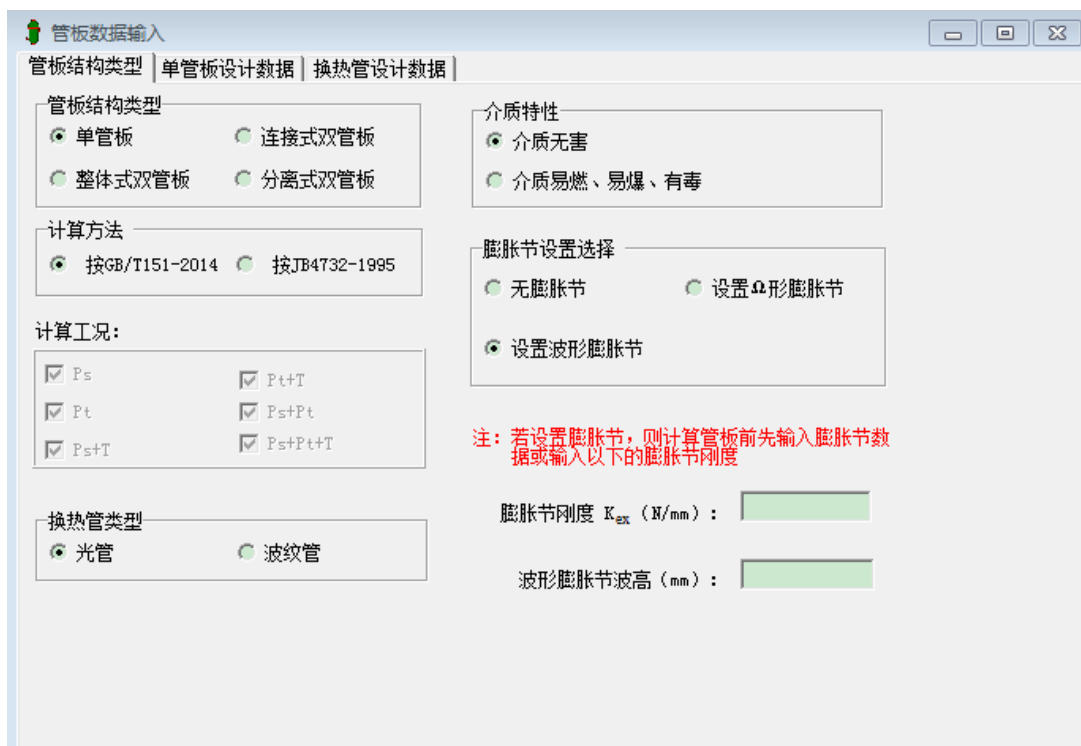 管板数据输入
管板结构类型 单管板设计数据 换热管设计数据
管板结构类型
单管板 连接式双管板
整体式双管板 分离式双管板
计算方法
按GB/T151-2014 按JB4732-1995
计算工况:
Ps Pt+T
Pt Ps+Pt
Ps+T Ps+Pt+T
换热管类型
光管 波纹管
介质特性
介质无害
介质易燃、易爆、有毒
膨胀节设置选择
无膨胀节 设置Ω形膨胀节
设置波形膨胀节
注: 若设置膨胀节,则计算管板前先输入膨胀节数
据或输入以下的膨胀节刚度
膨胀节刚度 Kex (N/mm) :
波形膨胀节波高 (mm) :